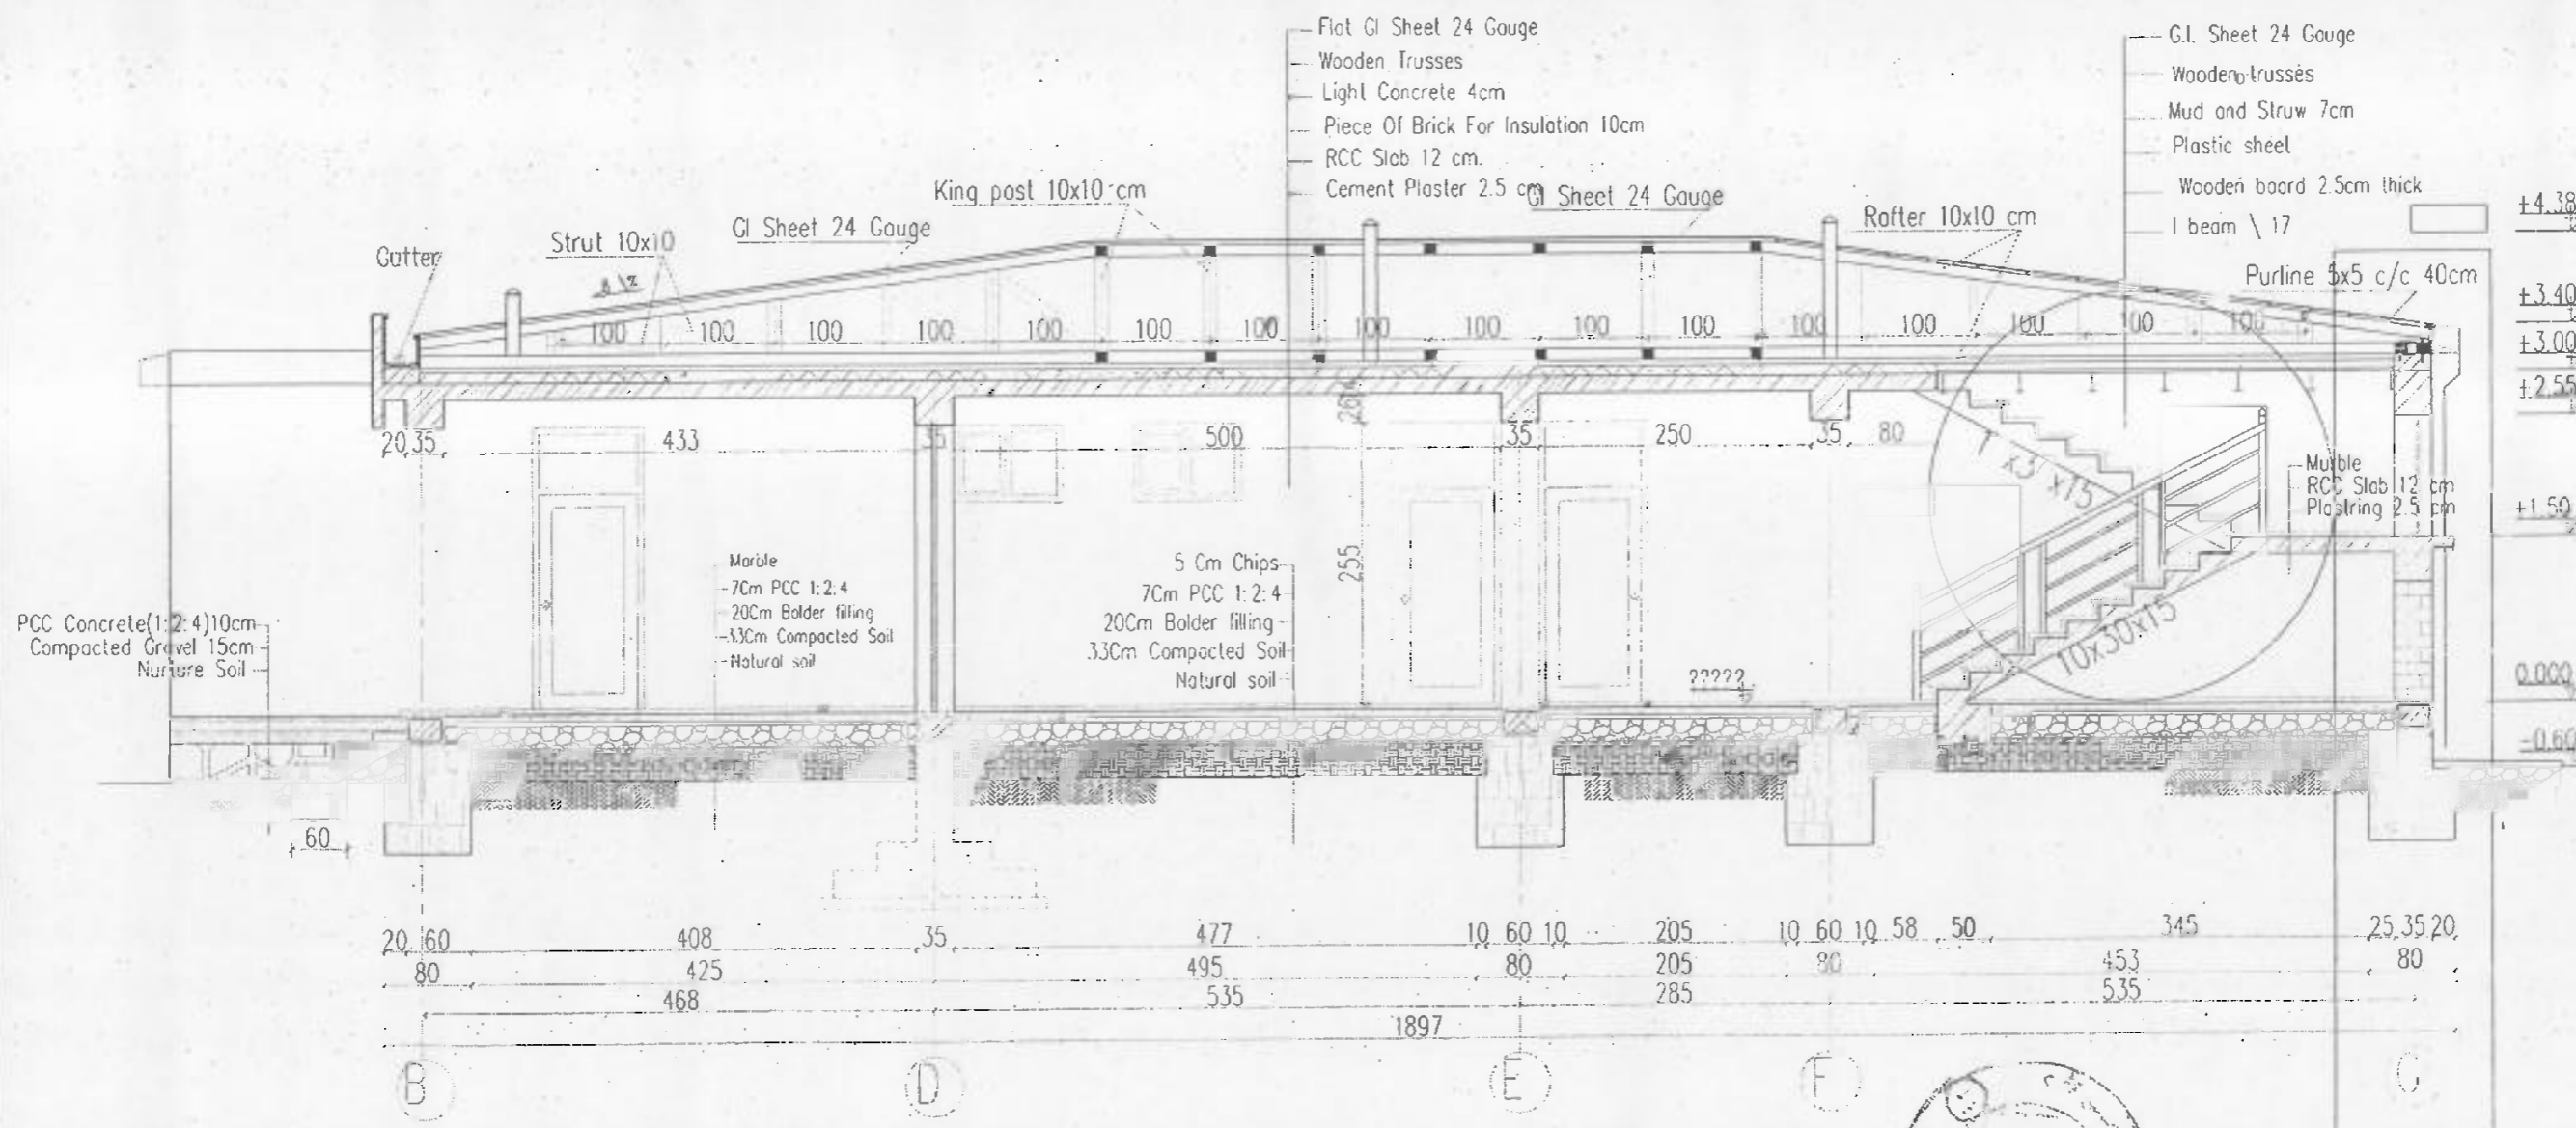 Flat GI Sheet 24 Gauge
Wooden Trusses
Light Concrete 4cm
Piece Of Brick For Insulation 10cm
RCC Slab 12 cm.
Cement Plaster 2.5 cm
G.I. Sheet 24 Gouge
Wooden trusses
Mud and Struw 7cm
Plastic sheel
Wooden board 2.5cm thick
I beam \ 17
+4.38
King post 10x10 cm
GI Sheet 24 Gauge
GI Sheet 24 Gauge
Rafter 10x10 cm
Strut 10x10
Gutter
Purline 5x5 c/c 40cm
+3.40
100 100 100 100 100 100 100 100 100 100 100 100 100 100 100 100
+3.00
+2.55
20 35 433 35 500 35 250 35 80
Murble
RCC Slab 12 cm
Plastring 2.5 cm
+1.50
255
Marble
7Cm PCC 1:2:4
20Cm Bolder filling
33Cm Compacted Soil
Natural soil
5 Cm Chips
7Cm PCC 1:2:4
20Cm Bolder filling
33Cm Compacted Soil
Natural soil
PCC Concrete(1:2:4)10cm
Compacted Gravel 15cm
Nurture Soil
10x30x15
?????
0.000
-0.60
60
20 60 408 35 477 10 60 10 205 10 60 10 58 50 345 25 35 20
80 425 495 80 205 80 453 80
468 535 285 535
1897
B D E F G